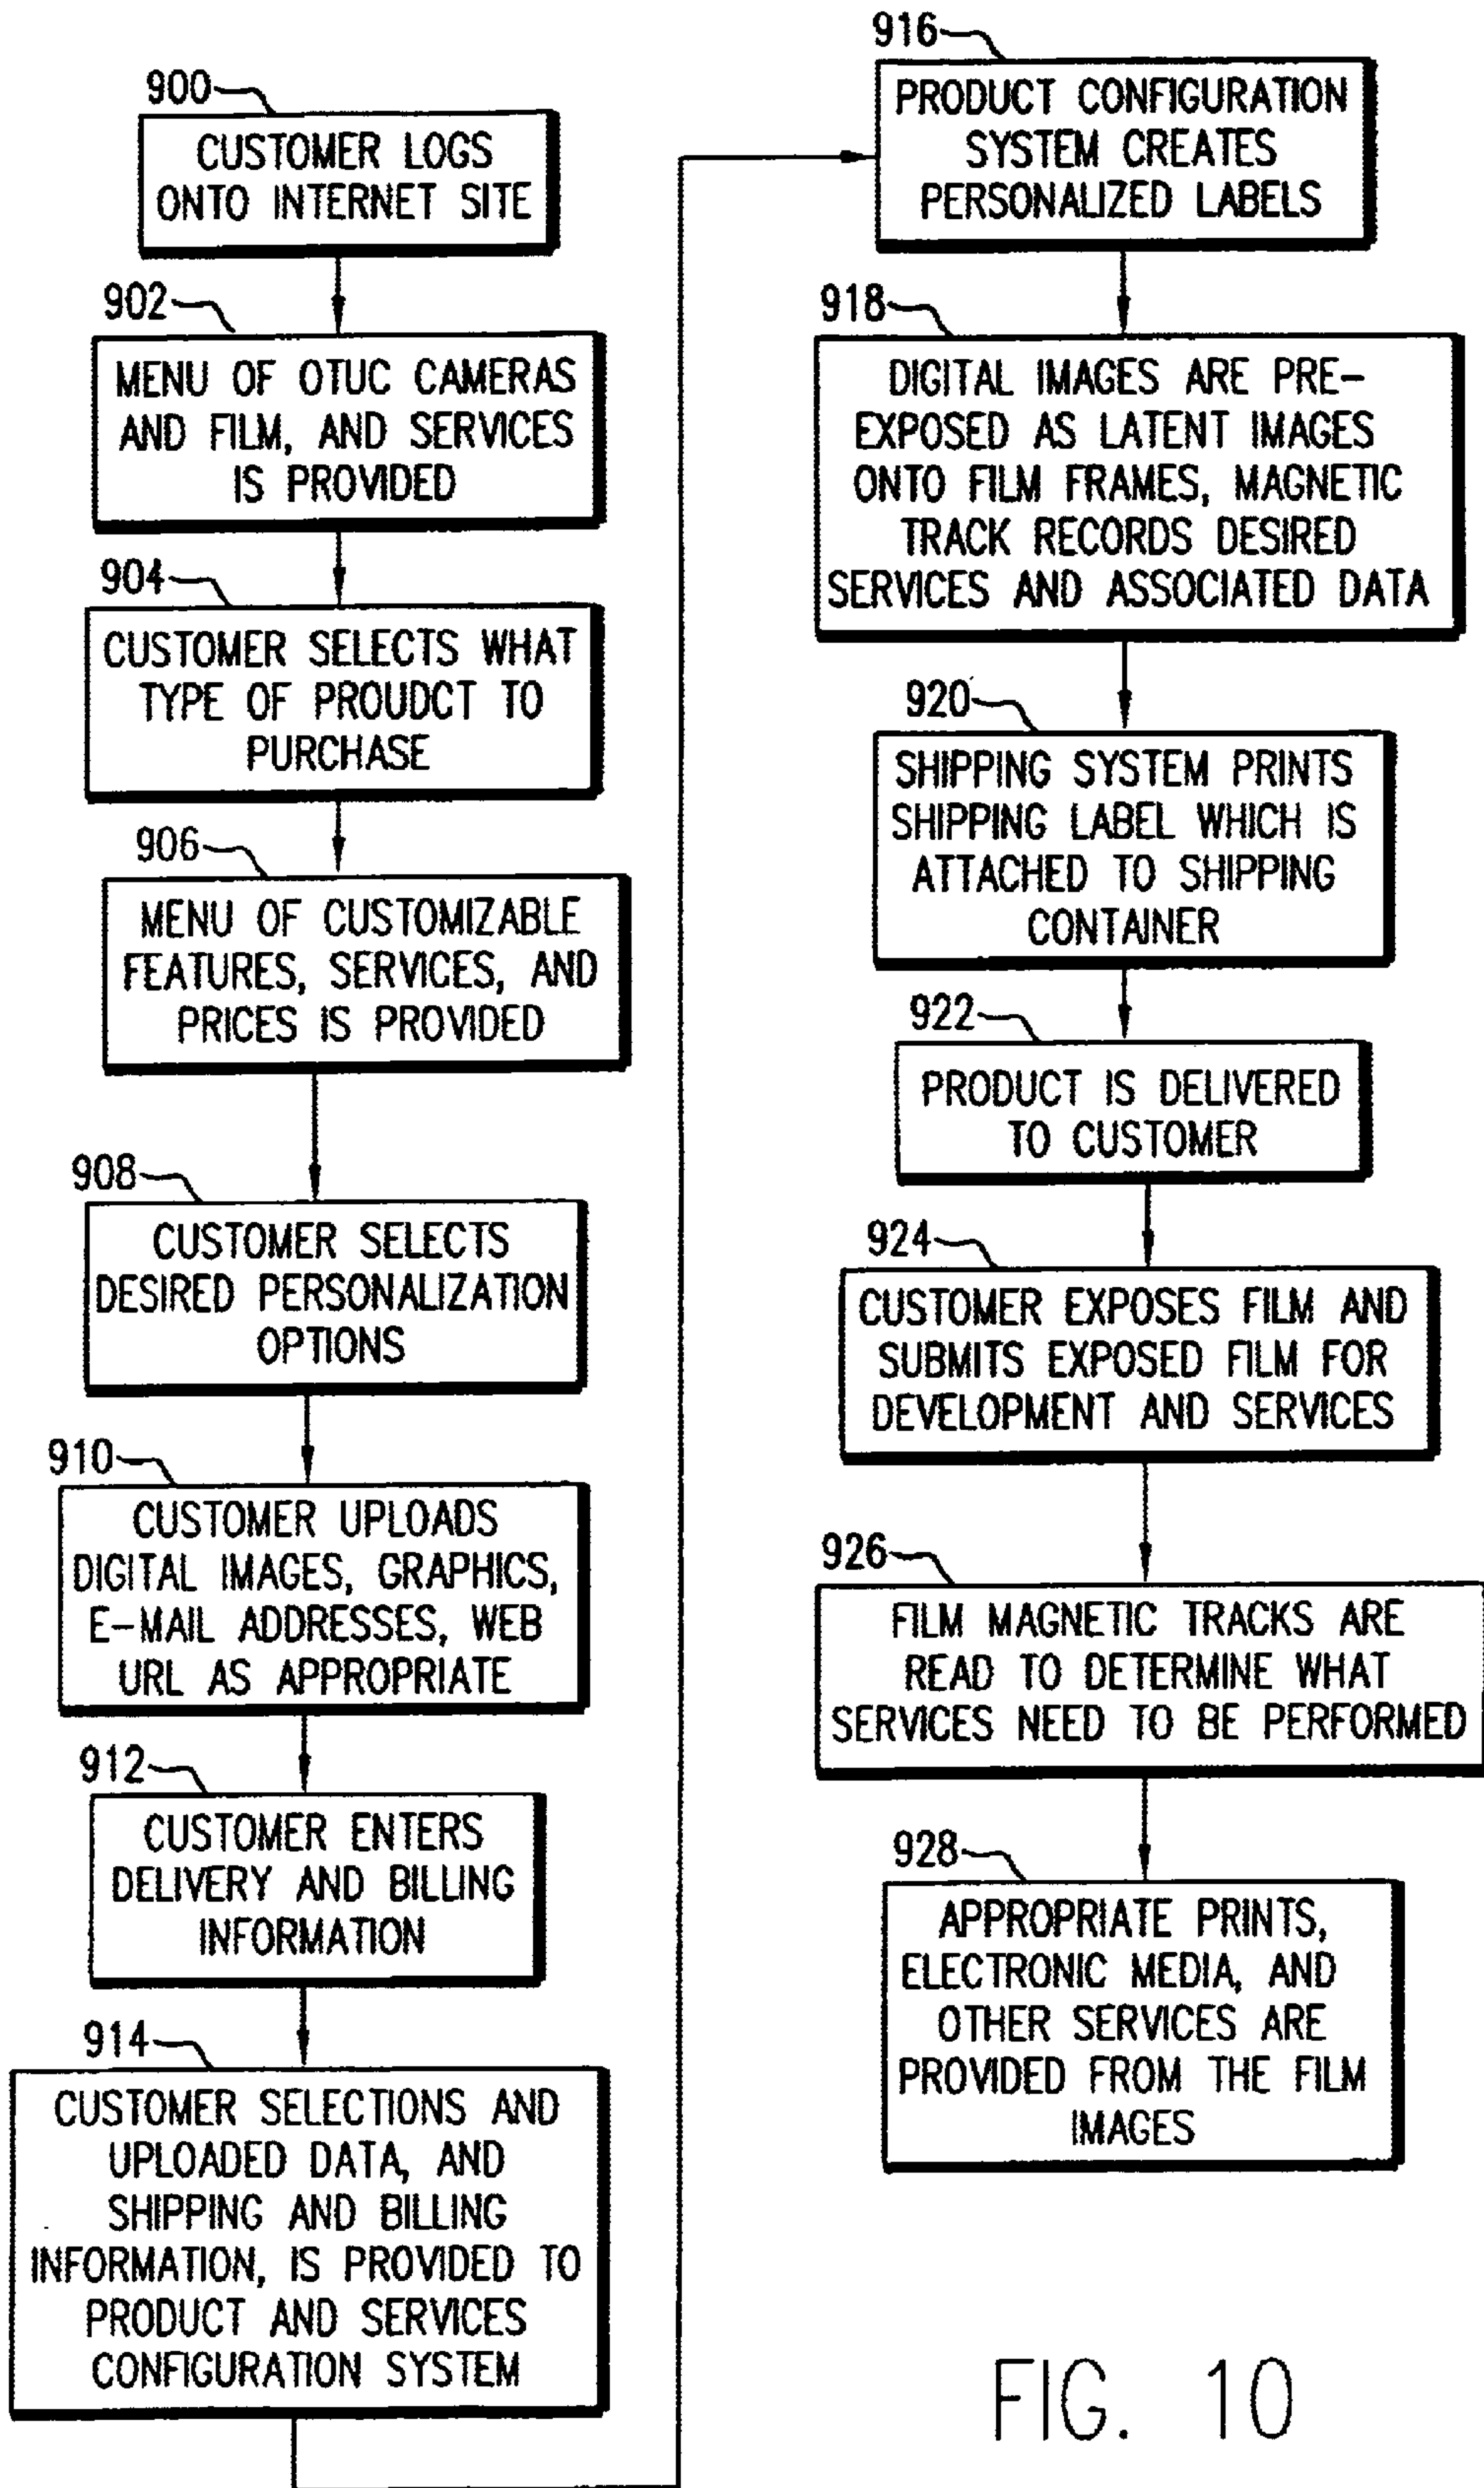 900
CUSTOMER LOGS
ONTO INTERNET SITE
902
MENU OF OTUC CAMERAS
AND FILM, AND SERVICES
IS PROVIDED
904
CUSTOMER SELECTS WHAT
TYPE OF PROUDCT TO
PURCHASE
906
MENU OF CUSTOMIZABLE
FEATURES, SERVICES, AND
PRICES IS PROVIDED
908
CUSTOMER SELECTS
DESIRED PERSONALIZATION
OPTIONS
910
CUSTOMER UPLOADS
DIGITAL IMAGES, GRAPHICS,
E-MAIL ADDRESSES, WEB
URL AS APPROPRIATE
912
CUSTOMER ENTERS
DELIVERY AND BILLING
INFORMATION
914
CUSTOMER SELECTIONS AND
UPLOADED DATA, AND
SHIPPING AND BILLING
INFORMATION, IS PROVIDED TO
PRODUCT AND SERVICES
CONFIGURATION SYSTEM
916
PRODUCT CONFIGURATION
SYSTEM CREATES
PERSONALIZED LABELS
918
DIGITAL IMAGES ARE PRE-
EXPOSED AS LATENT IMAGES
ONTO FILM FRAMES, MAGNETIC
TRACK RECORDS DESIRED
SERVICES AND ASSOCIATED DATA
920
SHIPPING SYSTEM PRINTS
SHIPPING LABEL WHICH IS
ATTACHED TO SHIPPING
CONTAINER
922
PRODUCT IS DELIVERED
TO CUSTOMER
924
CUSTOMER EXPOSES FILM AND
SUBMITS EXPOSED FILM FOR
DEVELOPMENT AND SERVICES
926
FILM MAGNETIC TRACKS ARE
READ TO DETERMINE WHAT
SERVICES NEED TO BE PERFORMED
928
APPROPRIATE PRINTS,
ELECTRONIC MEDIA, AND
OTHER SERVICES ARE
PROVIDED FROM THE FILM
IMAGES
FIG. 10